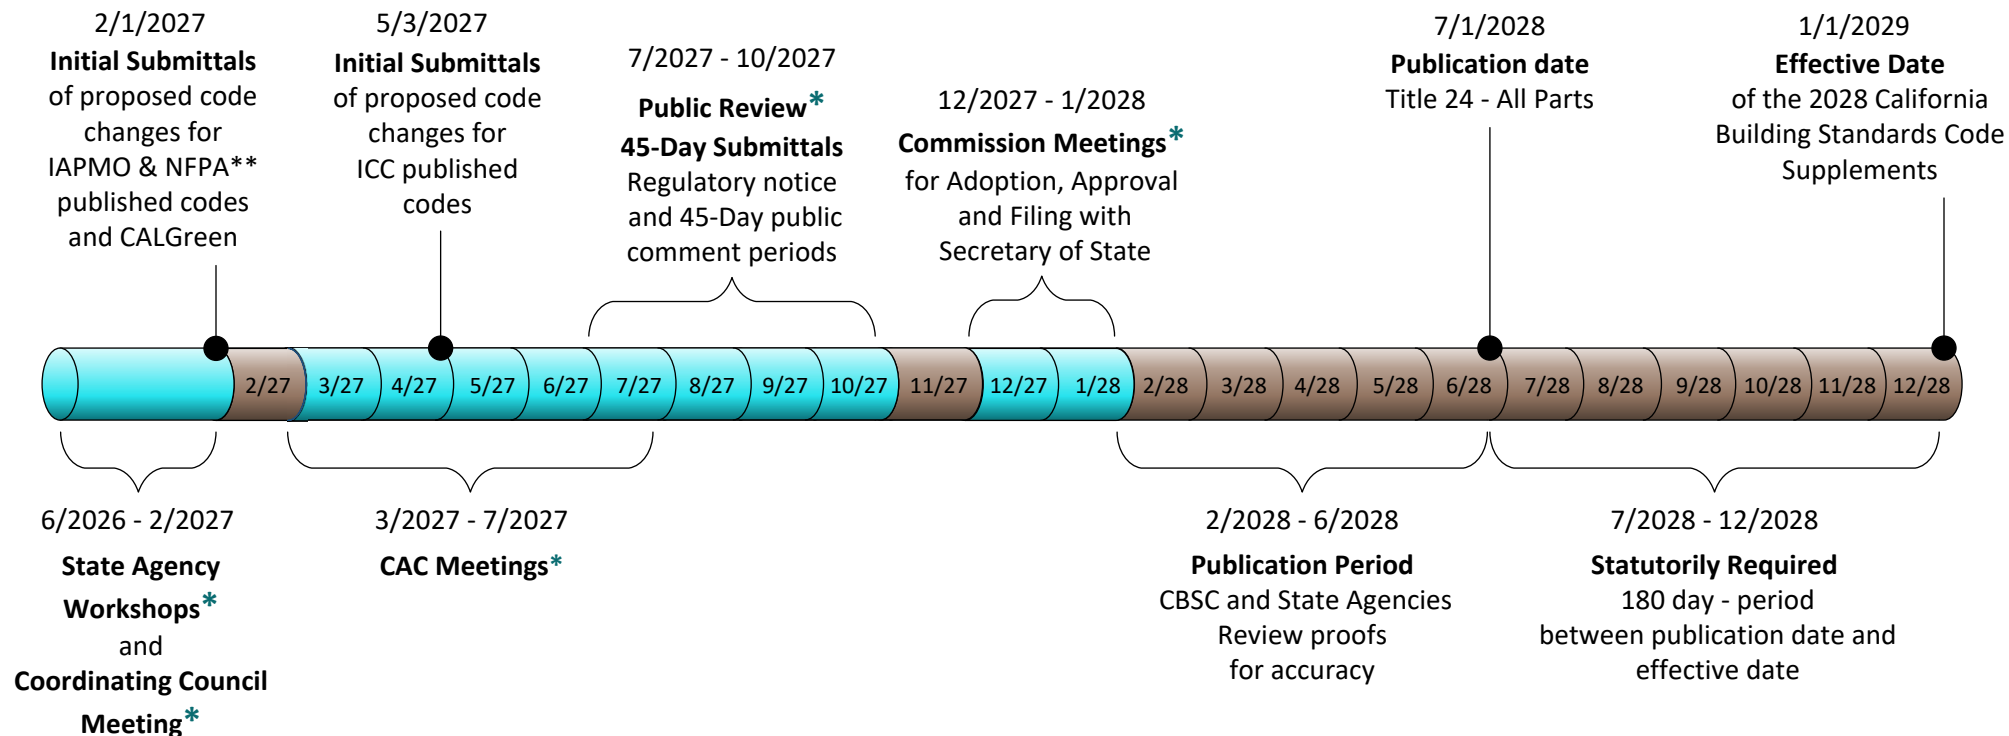 2/1/2027
Initial Submittals
of proposed code
changes for
IAPMO & NFPA**
published codes
and CALGreen
5/3/2027
Initial Submittals
of proposed code
changes for
ICC published
codes
7/2027 - 10/2027
Public Review*
45-Day Submittals
Regulatory notice
and 45-Day public
comment periods
12/2027 - 1/2028
Commission Meetings*
for Adoption, Approval
and Filing with
Secretary of State
7/1/2028
Publication date
Title 24 - All Parts
1/1/2029
Effective Date
of the 2028 California
Building Standards Code
Supplements
2/27 3/27 4/27 5/27 6/27 7/27 8/27 9/27 10/27 11/27 12/27 1/28 2/28 3/28 4/28 5/28 6/28 7/28 8/28 9/28 10/28 11/28 12/28
6/2026 - 2/2027
State Agency
Workshops*
and
Coordinating Council
Meeting*
3/2027 - 7/2027
CAC Meetings*
2/2028 - 6/2028
Publication Period
CBSC and State Agencies
Review proofs
for accuracy
7/2028 - 12/2028
Statutorily Required
180 day - period
between publication date and
effective date